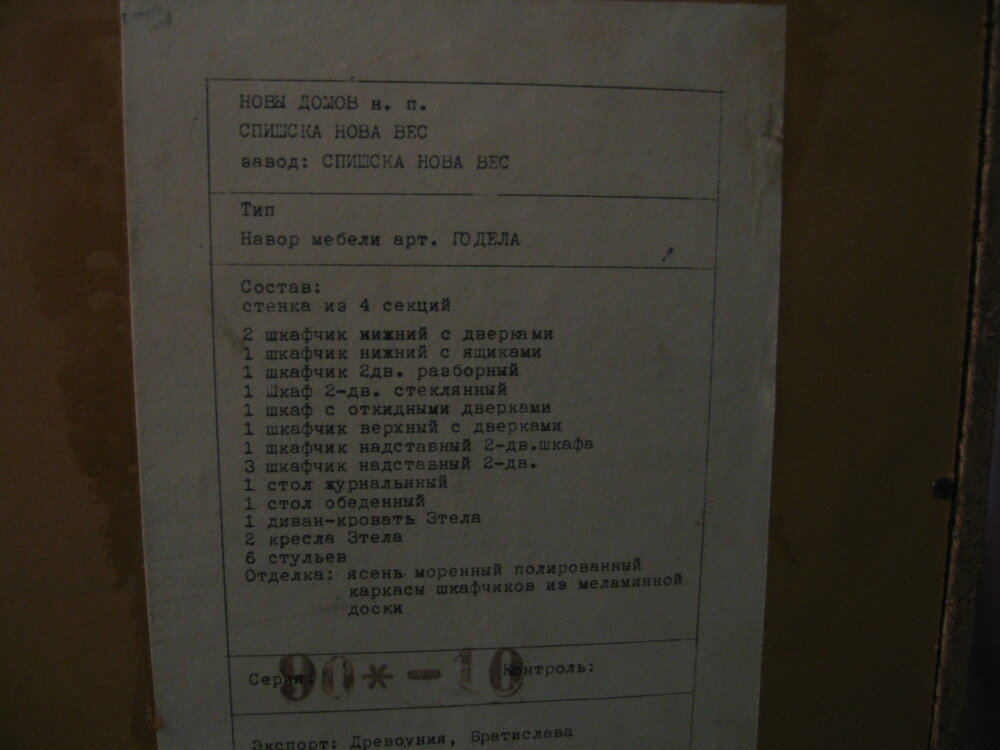 НОВЫ ДОМОВ н. п.
СПИШСКА НОВА ВЕС
завод: СПИШСКА НОВА ВЕС
Тип
Навор мебели арт. ГОДЕЛА
Состав:
стенка из 4 секций
2 шкафчик нижний с дверками
1 шкафчик нижний с ящиками
1 шкафчик 2дв. разборный
1 Шкаф 2-дв. стеклянный
1 шкаф с откидными дверками
1 шкафчик верхный с дверками
1 шкафчик надставный 2-дв.шкафа
3 шкафчик надставный 2-дв.
1 стол журнальнный
1 стол обеденный
1 диван-кровать Зтела
2 кресла Зтела
6 стульев
Отделка: ясень моренный полированный
каркасы шкафчиков из меламинной
доски
Серия: 90*-10 Контроль:
Экспорт: Древоуния, Братислава